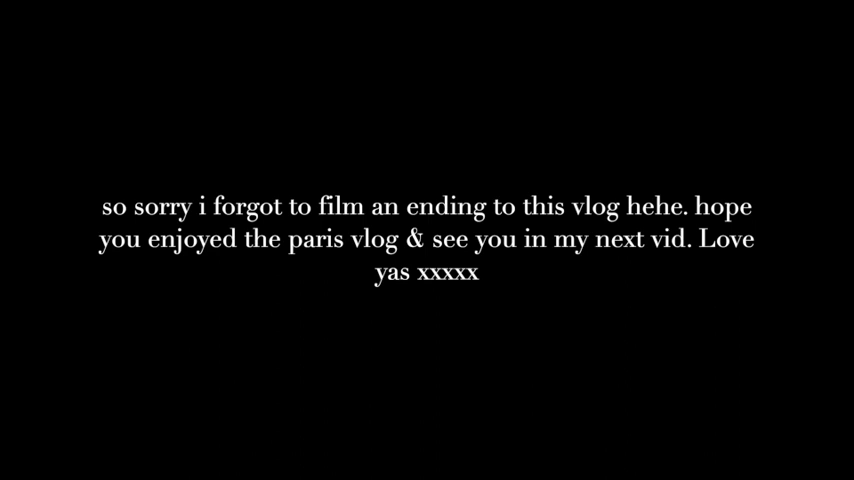 so sorry i forgot to film an ending to this vlog hehe. hope
you enjoyed the paris vlog & see you in my next vid. Love
yas xxxxx